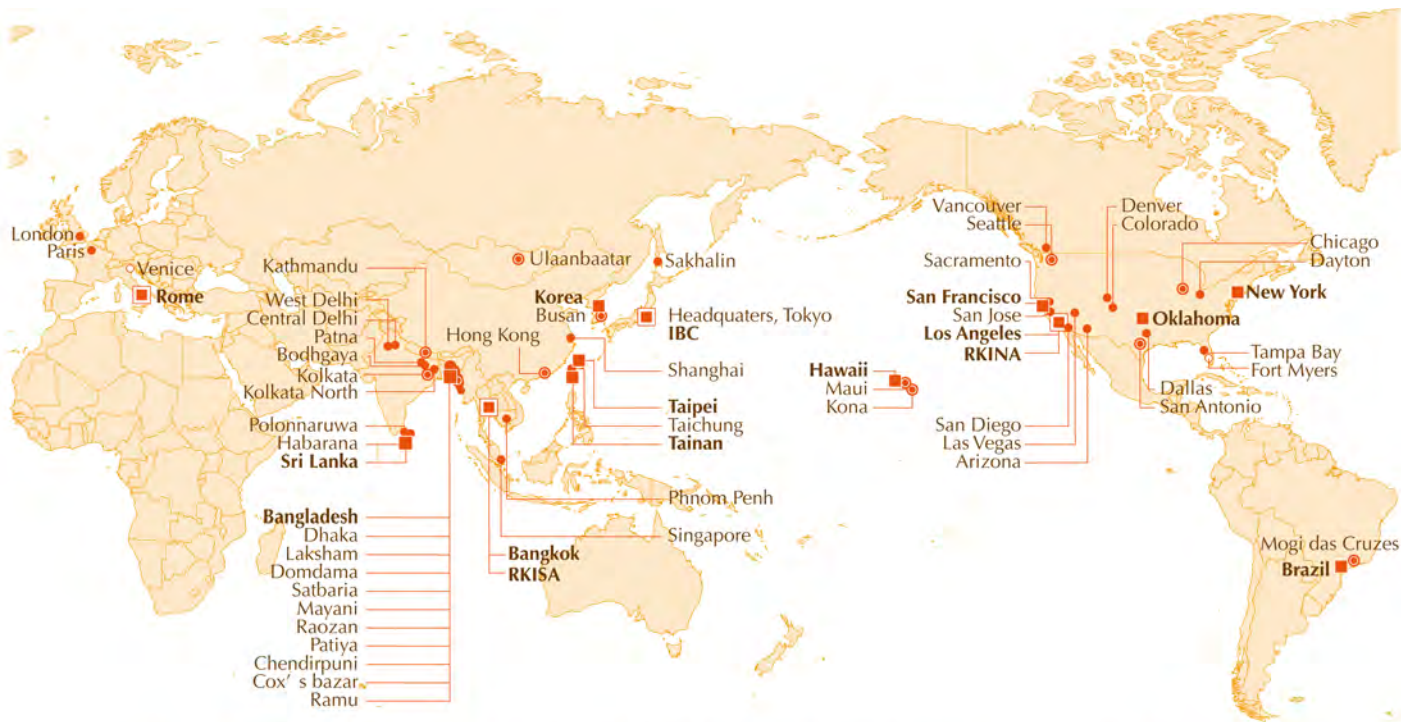 London
Paris
Venice
Rome
Kathmandu
West Delhi
Central Delhi
Patna
Bodhgaya
Kolkata
Kolkata North
Polonnaruwa
Habarana
Sri Lanka
Bangladesh
Dhaka
Laksham
Domdama
Satbaria
Mayani
Raozan
Patiya
Chendirpuni
Cox’ s bazar
Ramu
Ulaanbaatar
Sakhalin
Korea
Busan
Hong Kong
Headquaters, Tokyo
IBC
Shanghai
Taipei
Taichung
Tainan
Phnom Penh
Singapore
Bangkok
RKISA
Hawaii
Maui
Kona
Vancouver
Seattle
Sacramento
San Francisco
San Jose
Los Angeles
RKINA
San Diego
Las Vegas
Arizona
Denver
Colorado
Chicago
Dayton
New York
Oklahoma
Tampa Bay
Fort Myers
Dallas
San Antonio
Mogi das Cruzes
Brazil